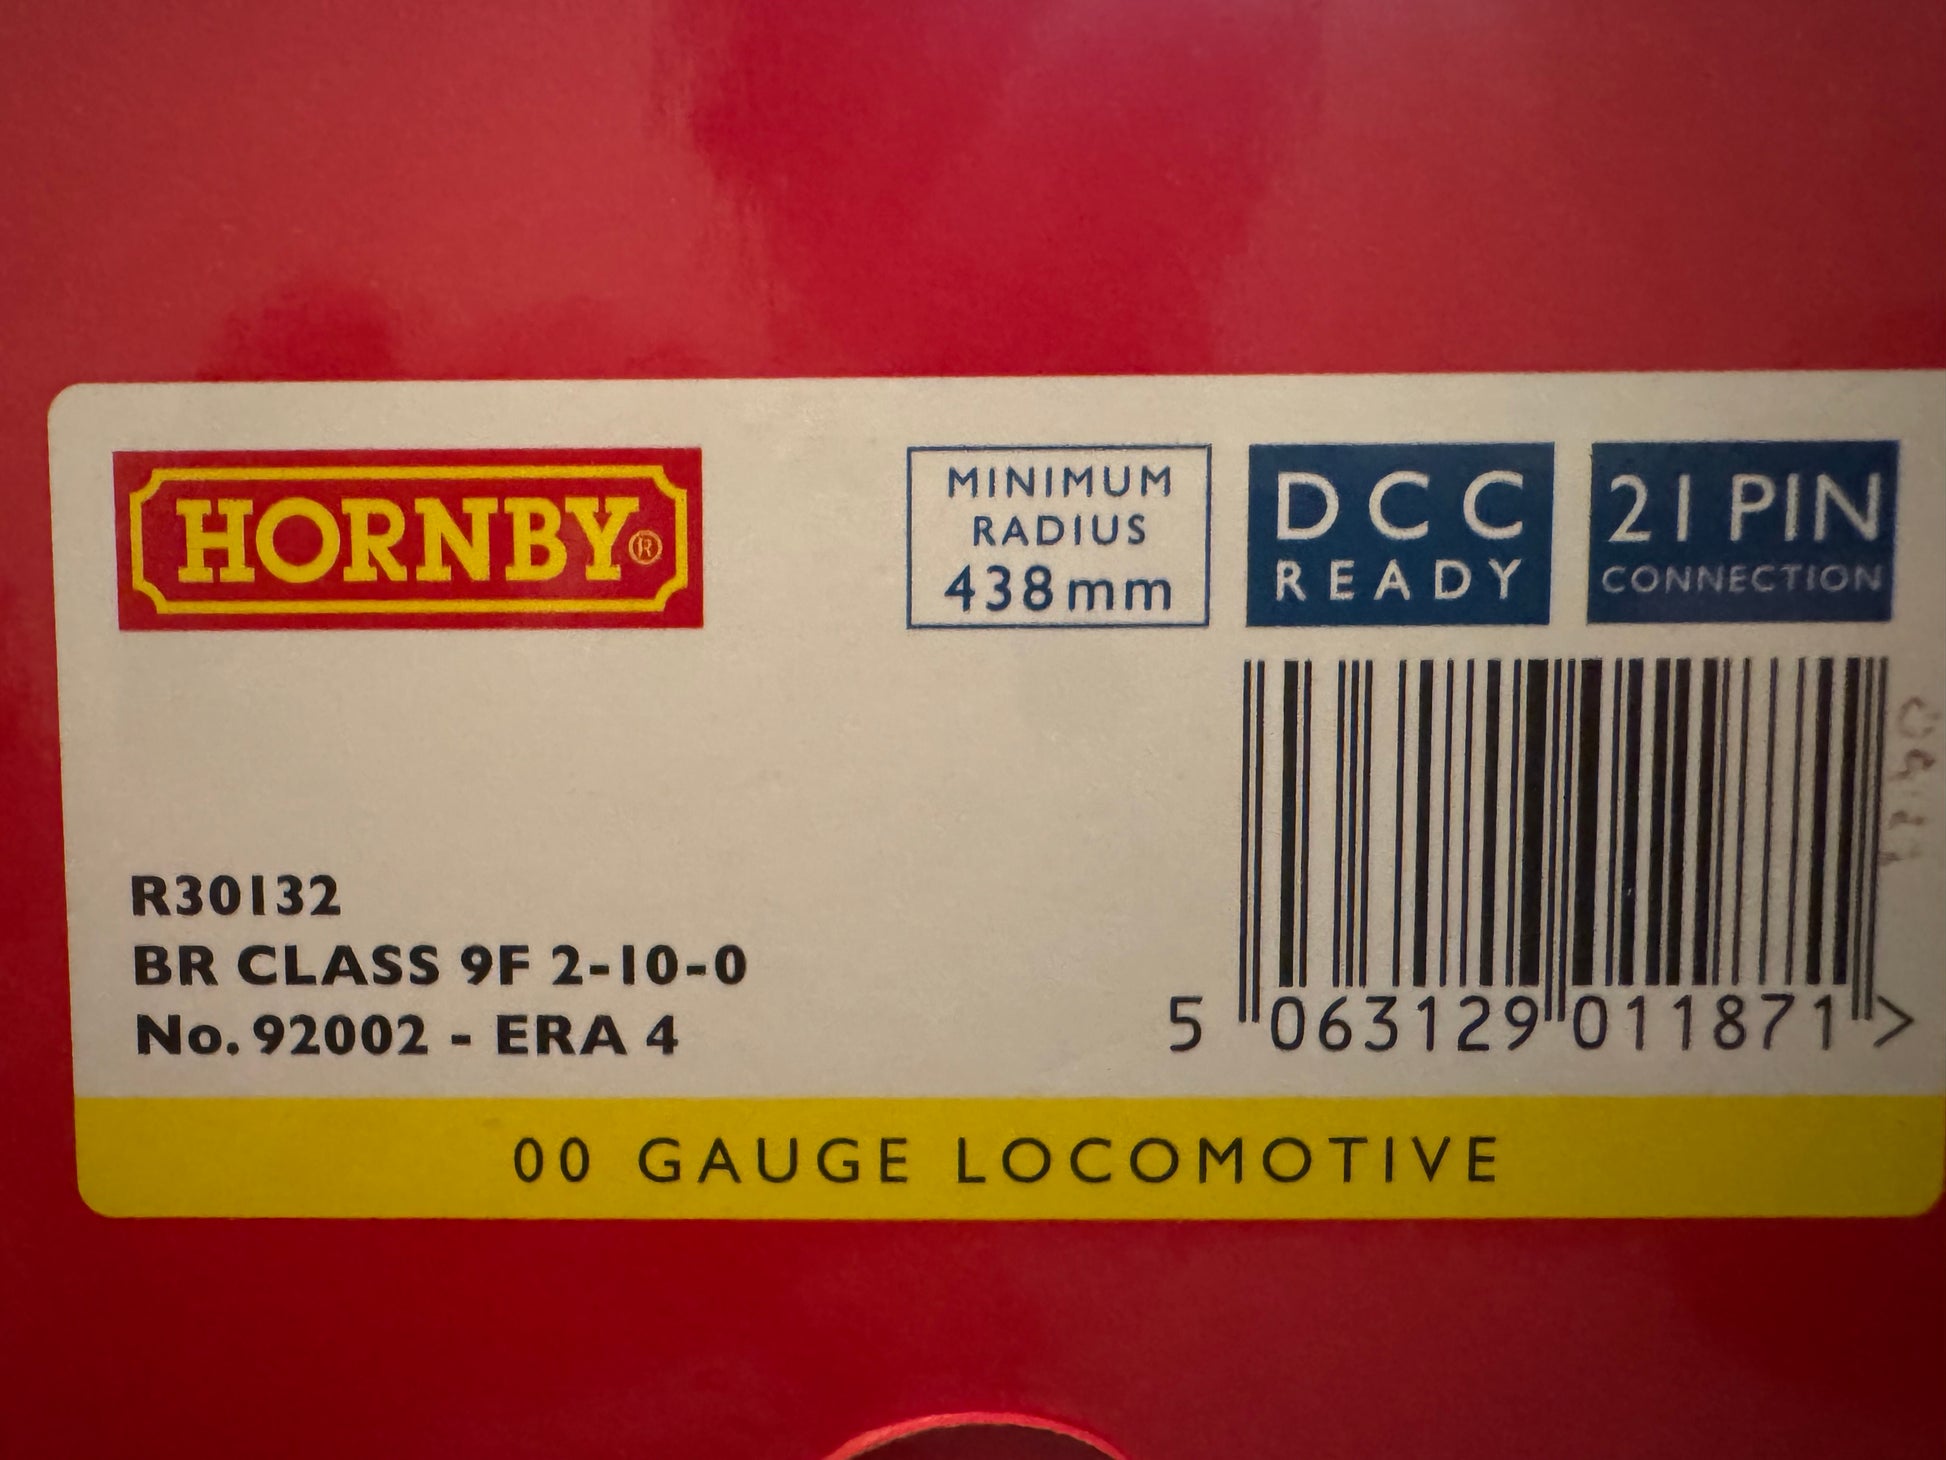 HORNBY®
MINIMUM
RADIUS
438mm
DCC
READY
21 PIN
CONNECTION
R30132
BR CLASS 9F 2-10-0
No. 92002 - ERA 4
5 063129 011871 >
00 GAUGE LOCOMOTIVE